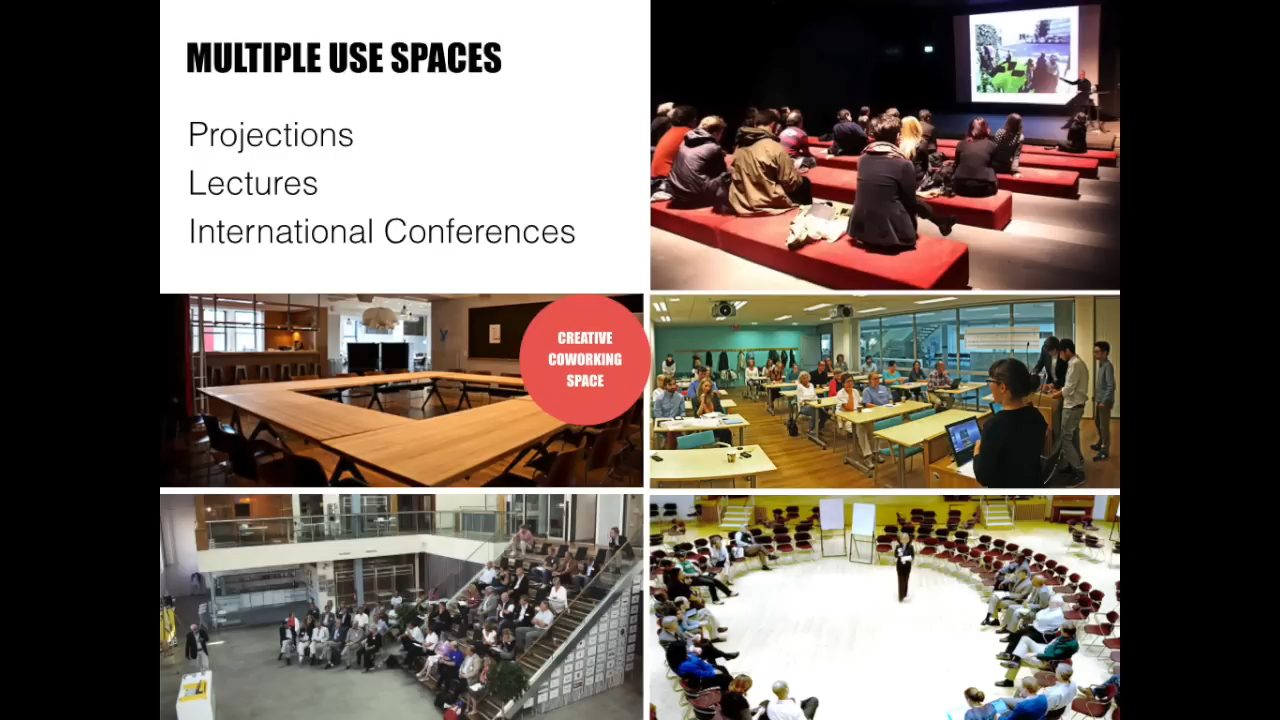 MULTIPLE USE SPACES
Projections
Lectures
International Conferences
CREATIVE
COWORKING
SPACE